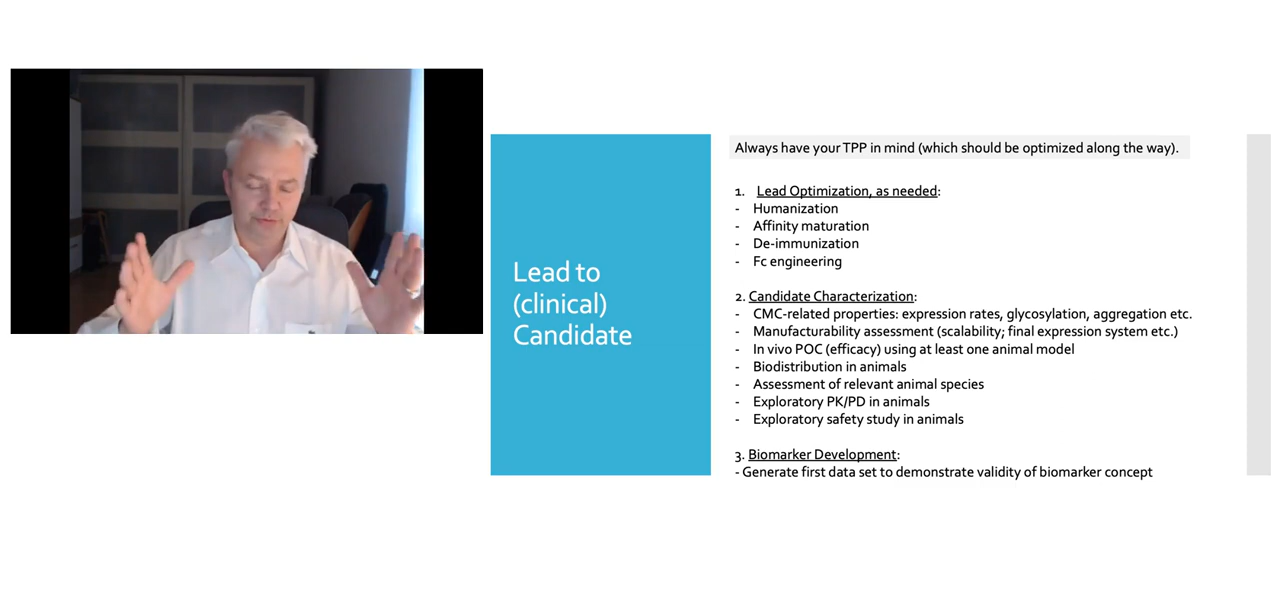 Lead to
(clinical)
Candidate
Always have your TPP in mind (which should be optimized along the way).
1. Lead Optimization, as needed:
- Humanization
- Affinity maturation
- De-immunization
- Fc engineering
2. Candidate Characterization:
- CMC-related properties: expression rates, glycosylation, aggregation etc.
- Manufacturability assessment (scalability; final expression system etc.)
- In vivo POC (efficacy) using at least one animal model
- Biodistribution in animals
- Assessment of relevant animal species
- Exploratory PK/PD in animals
- Exploratory safety study in animals
3. Biomarker Development:
- Generate first data set to demonstrate validity of biomarker concept